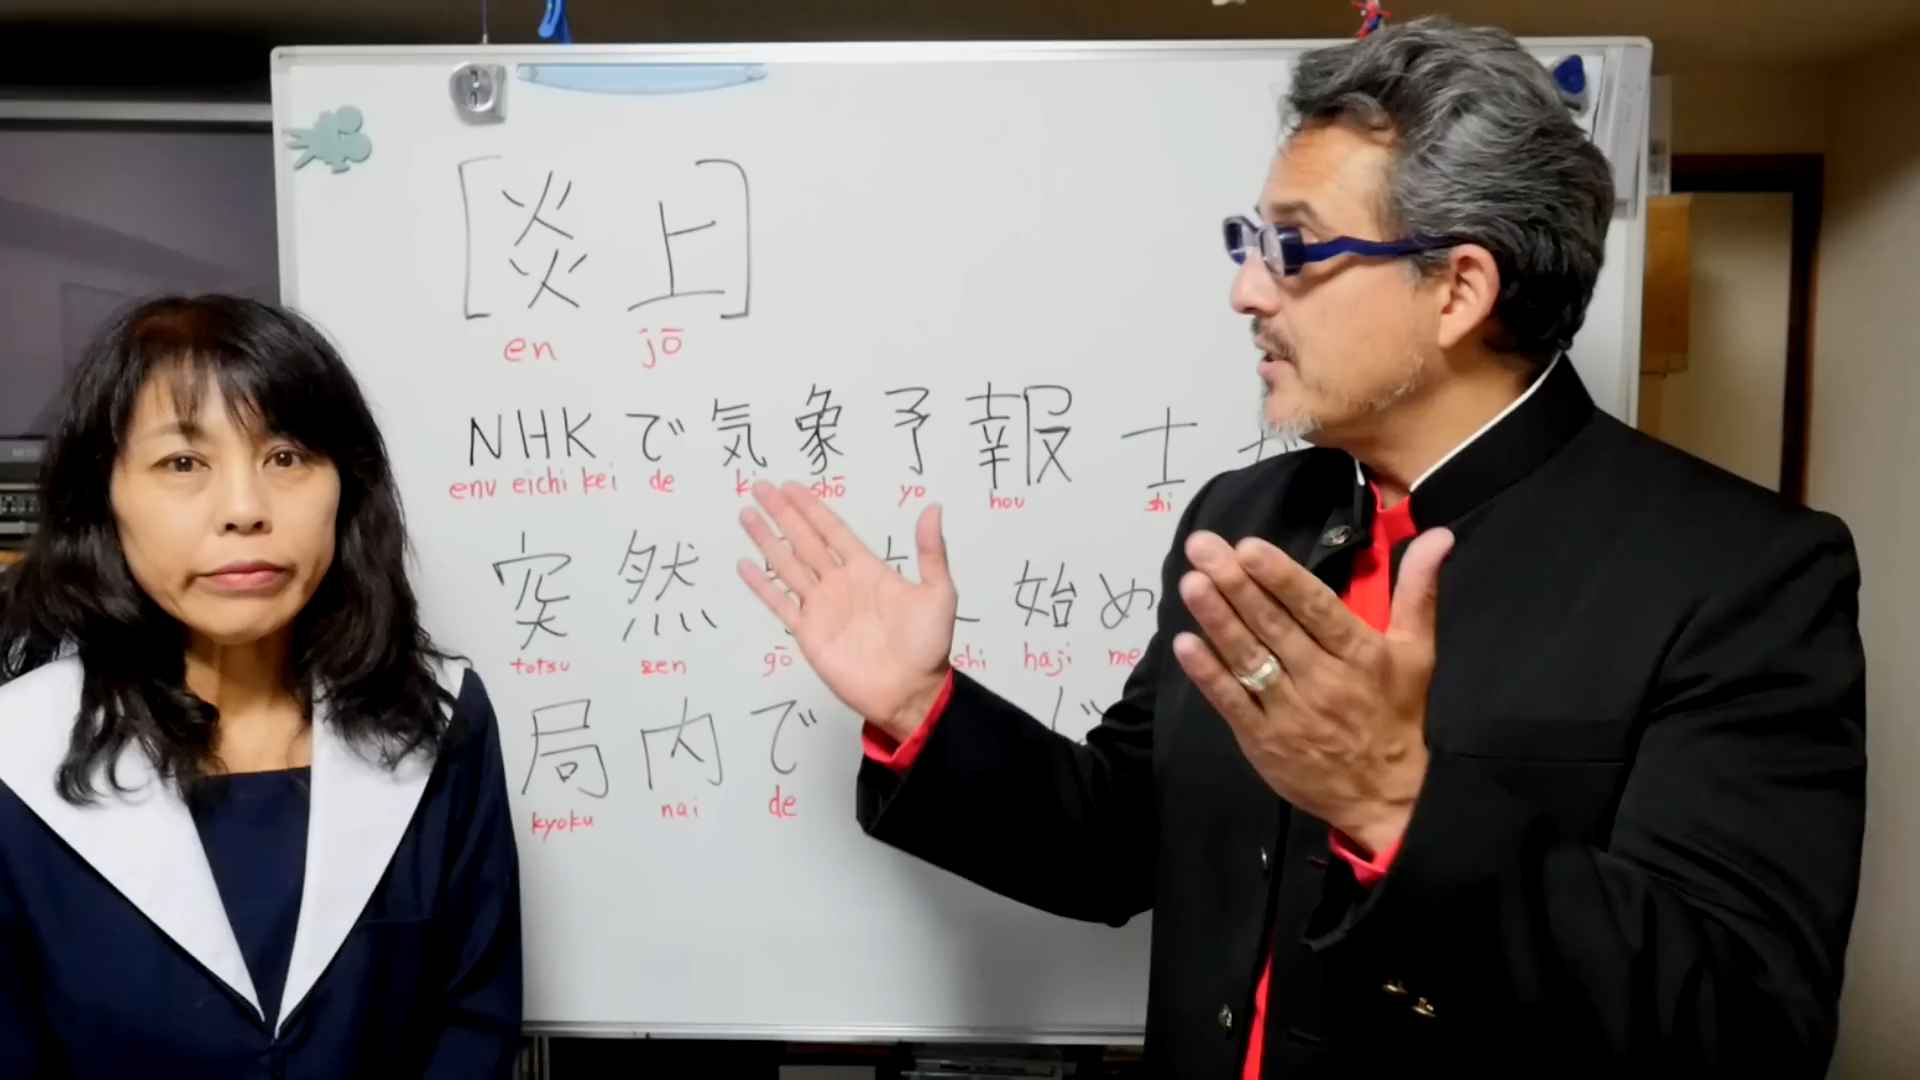 [炎上]
en jō
NHKで気象予報士
env eichi kei de ki shō yo hou shi
突然 始め
totsu zen gō shi haji me
局内で
kyoku nai de